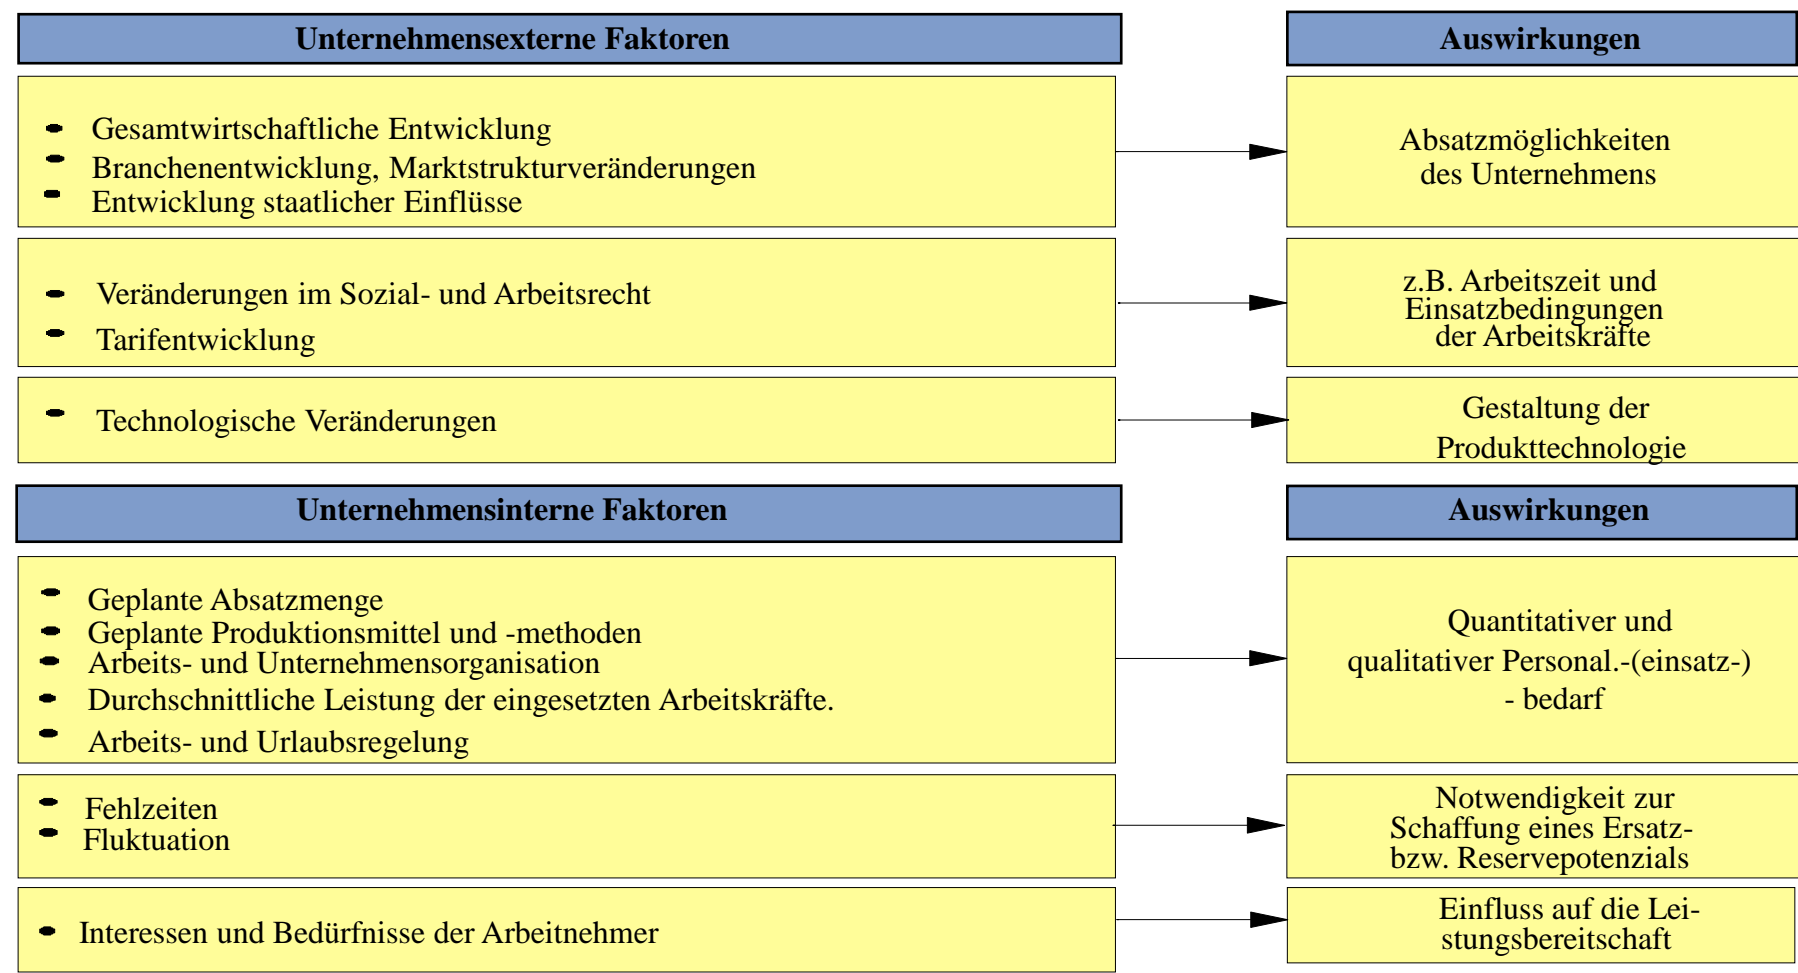 Unternehmensexterne Faktoren
Auswirkungen
Gesamtwirtschaftliche Entwicklung
Branchenentwicklung, Marktstrukturveränderungen
Entwicklung staatlicher Einflüsse
Absatzmöglichkeiten
des Unternehmens
Veränderungen im Sozial- und Arbeitsrecht
Tarifentwicklung
z.B. Arbeitszeit und
Einsatzbedingungen
der Arbeitskräfte
Technologische Veränderungen
Gestaltung der
Produkttechnologie
Unternehmensinterne Faktoren
Auswirkungen
Geplante Absatzmenge
Geplante Produktionsmittel und -methoden
Arbeits- und Unternehmensorganisation
Durchschnittliche Leistung der eingesetzten Arbeitskräfte.
Arbeits- und Urlaubsregelung
Quantitativer und
qualitativer Personal.-(einsatz-)
- bedarf
Fehlzeiten
Fluktuation
Notwendigkeit zur
Schaffung eines Ersatz-
bzw. Reservepotenzials
Interessen und Bedürfnisse der Arbeitnehmer
Einfluss auf die Lei-
stungsbereitschaft